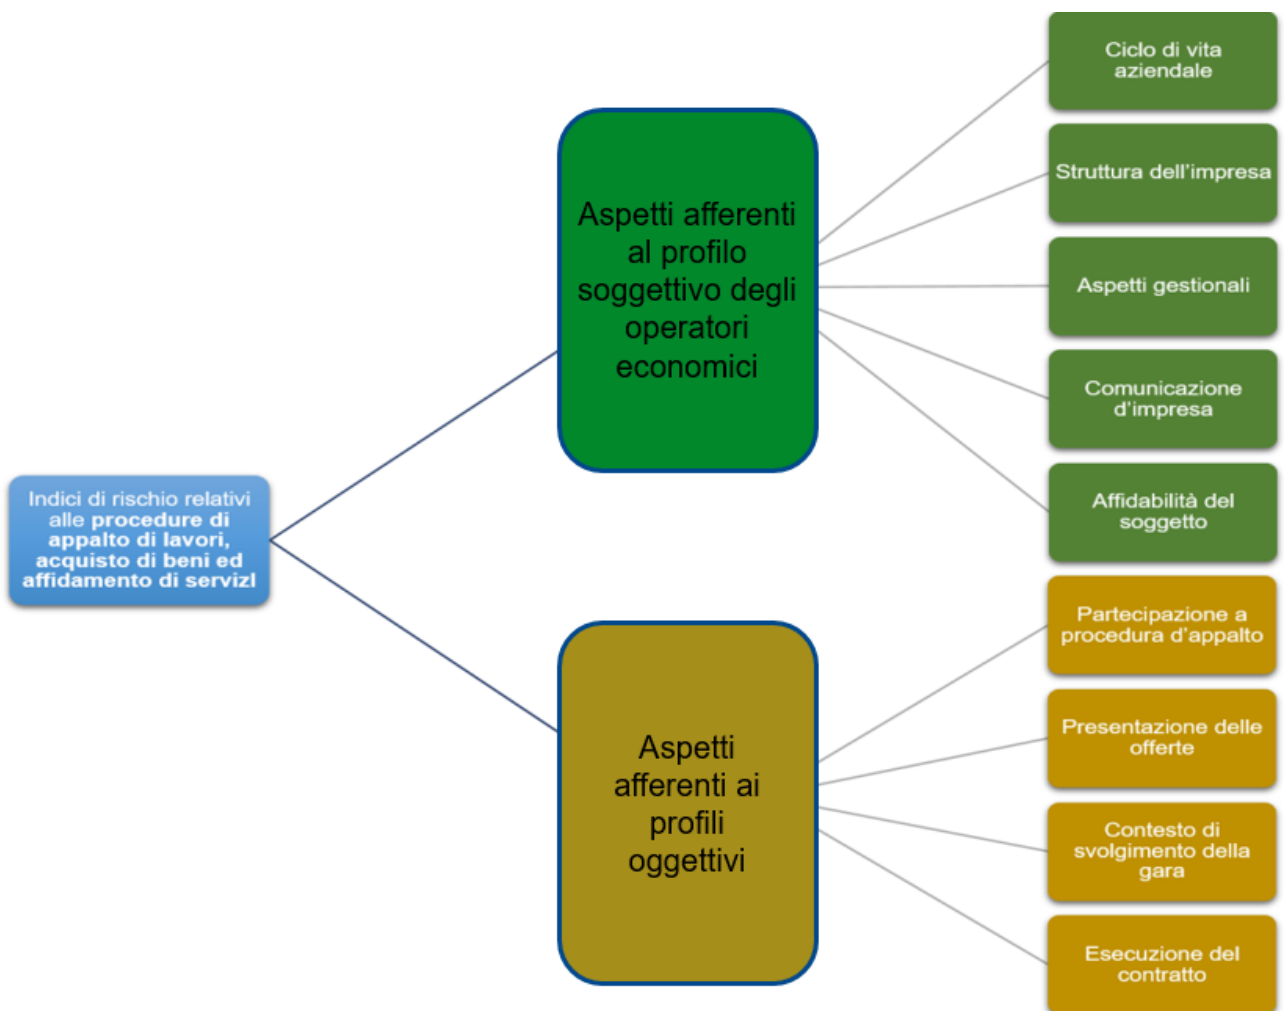 Indici di rischio relativi
alle procedure di
appalto di lavori,
acquisto di beni ed
affidamento di servizI
Aspetti afferenti
al profilo
soggettivo degli
operatori
economici
Ciclo di vita
aziendale
Struttura dell'impresa
Aspetti gestionali
Comunicazione
d'impresa
Affidabilità del
soggetto
Aspetti
afferenti ai
profili
oggettivi
Partecipazione a
procedura d'appalto
Presentazione delle
offerte
Contesto di
svolgimento della
gara
Esecuzione del
contratto